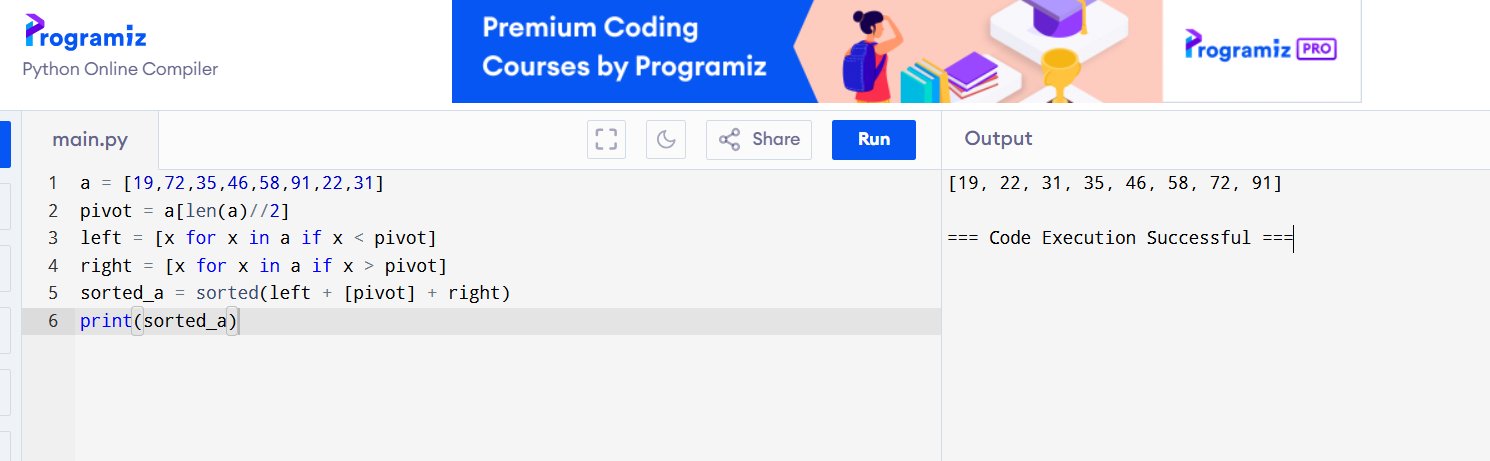 Programiz
Python Online Compiler
Premium Coding
Courses by Programiz
Programiz PRO
main.py
Share
Run
Output
1 a = [19,72,35,46,58,91,22,31]
2 pivot = a[len(a)//2]
3 left = [x for x in a if x < pivot]
4 right = [x for x in a if x > pivot]
5 sorted_a = sorted(left + [pivot] + right)
6 print(sorted_a)
[19, 22, 31, 35, 46, 58, 72, 91]
=== Code Execution Successful ===